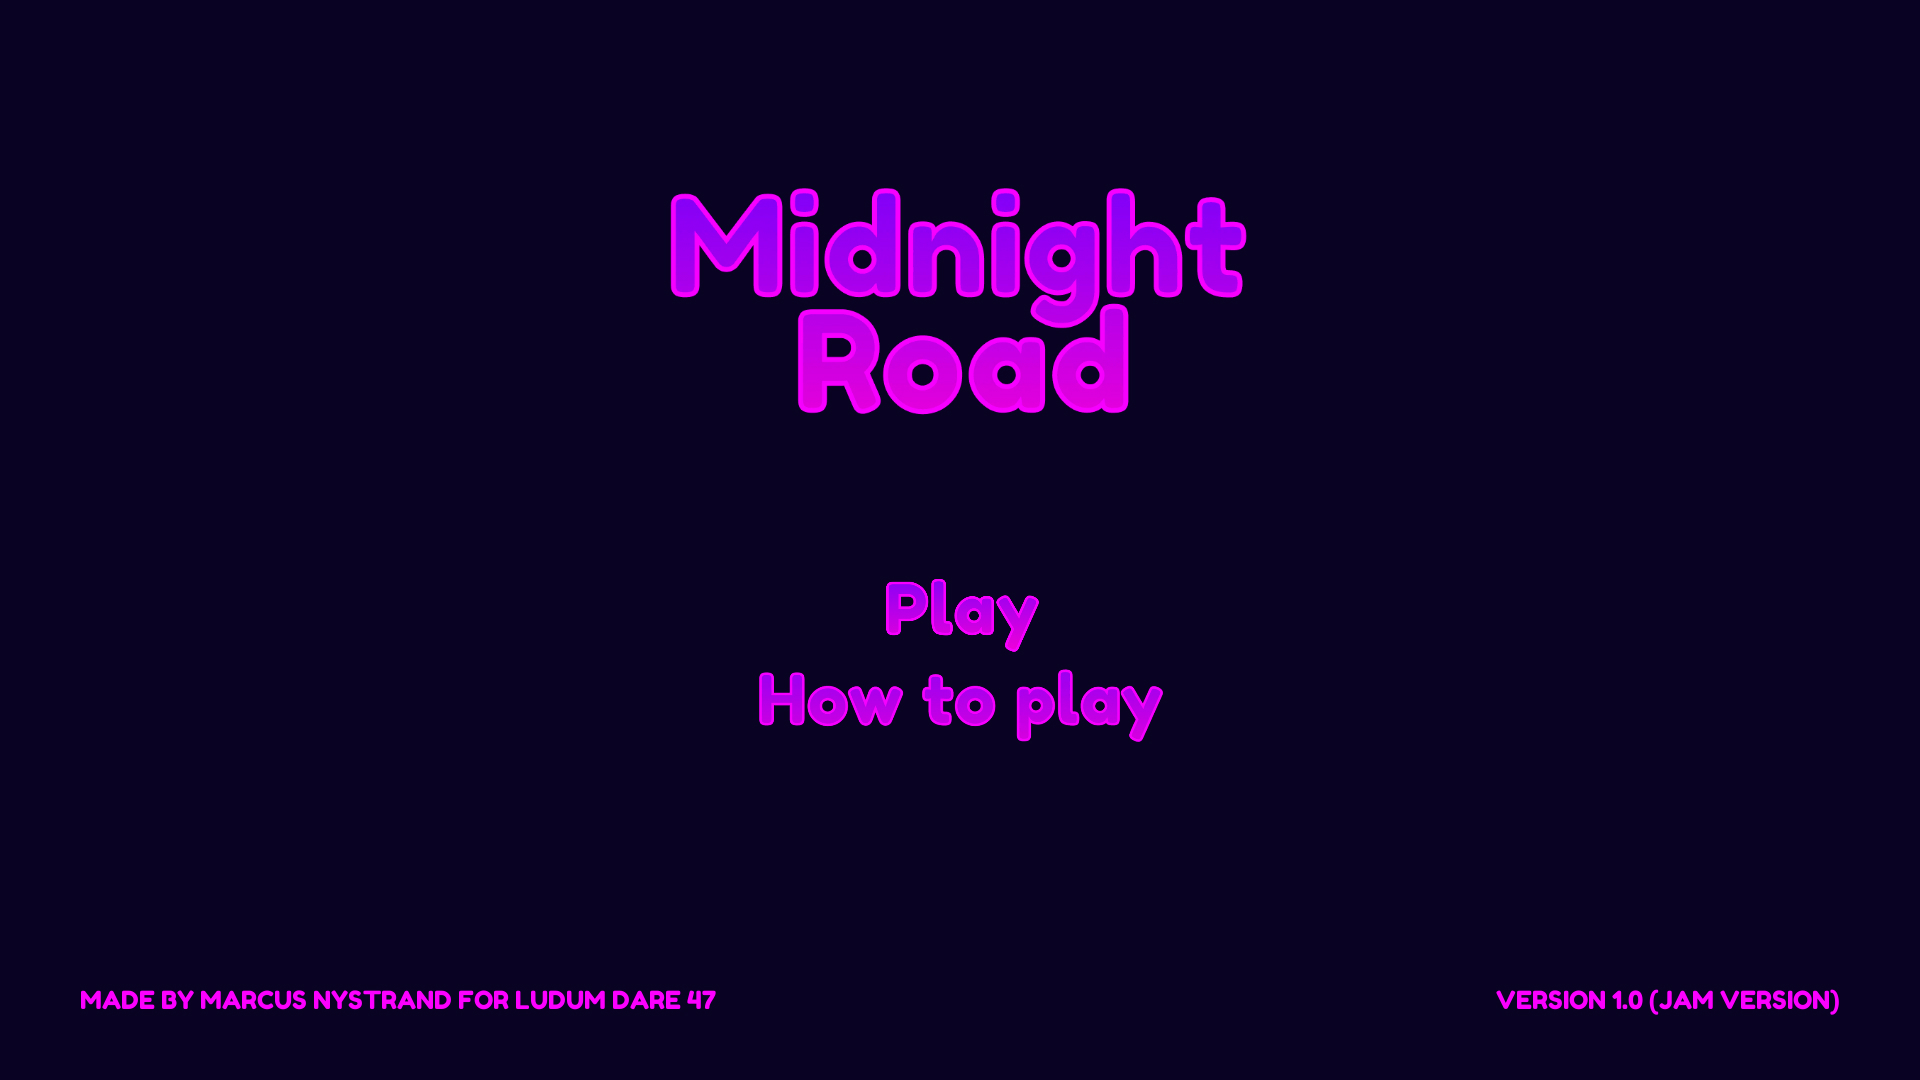 Midnight
Road
Play
How to play
MADE BY MARCUS NYSTRAND FOR LUDUM DARE 47
VERSION 1.0 (JAM VERSION)